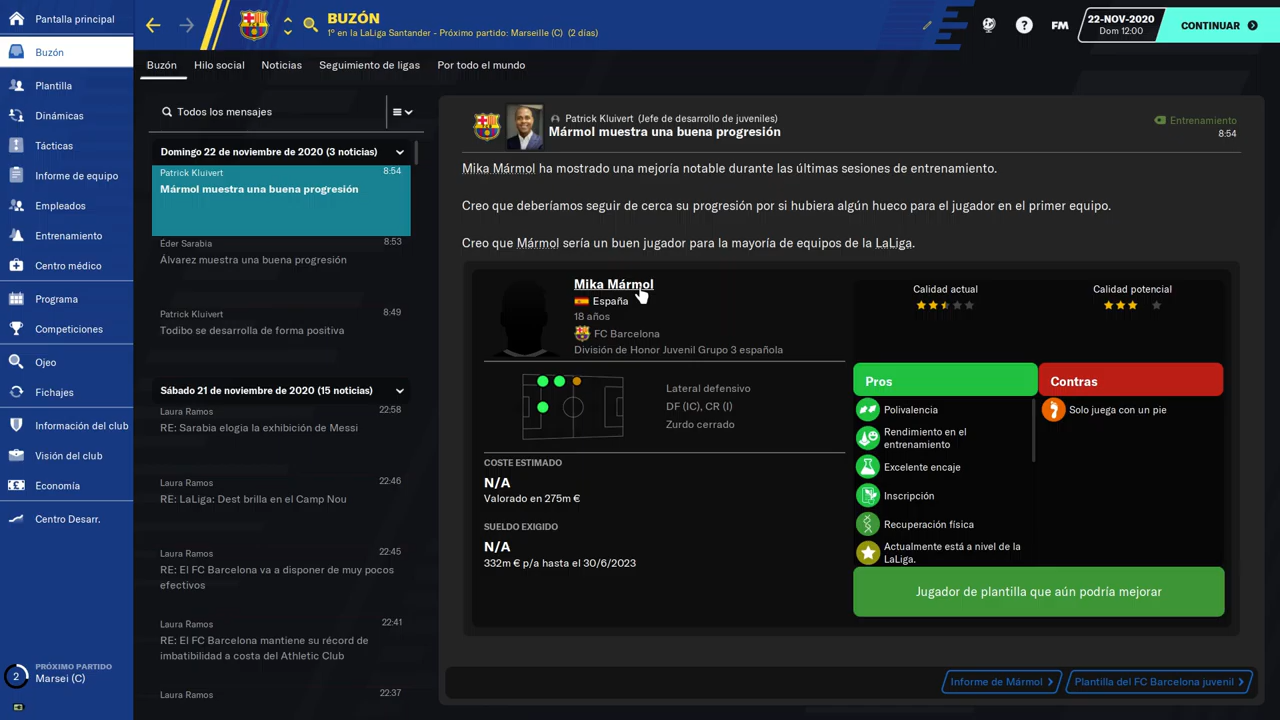 Pantalla principal
Buzón
Plantilla
Dinámicas
Tácticas
Informe de equipo
Empleados
Entrenamiento
Centro médico
Programa
Competiciones
Ojeo
Fichajes
Información del club
Visión del club
Economía
Centro Desarr.
2
PRÓXIMO PARTIDO
Marsei (C)
BUZÓN
1º en la LaLiga Santander - Próximo partido: Marseille (C) (2 días)
FM
22-NOV-2020
Dom 12:00
CONTINUAR
Buzón
Hilo social
Noticias
Seguimiento de ligas
Por todo el mundo
Todos los mensajes
Domingo 22 de noviembre de 2020 (3 noticias)
Patrick Kluivert 8:54
Mármol muestra una buena progresión
Éder Sarabia 8:53
Álvarez muestra una buena progresión
Patrick Kluivert 8:49
Todibo se desarrolla de forma positiva
Sábado 21 de noviembre de 2020 (15 noticias)
Laura Ramos 22:58
RE: Sarabia elogia la exhibición de Messi
Laura Ramos 22:46
RE: LaLiga: Dest brilla en el Camp Nou
Laura Ramos 22:45
RE: El FC Barcelona va a disponer de muy pocos
efectivos
Laura Ramos 22:41
RE: El FC Barcelona mantiene su récord de
imbatibilidad a costa del Athletic Club
Laura Ramos 22:37
Patrick Kluivert (Jefe de desarrollo de juveniles)
Mármol muestra una buena progresión
Entrenamiento
8:54
Mika Mármol ha mostrado una mejoría notable durante las últimas sesiones de entrenamiento.
Creo que deberíamos seguir de cerca su progresión por si hubiera algún hueco para el jugador en el primer equipo.
Creo que Mármol sería un buen jugador para la mayoría de equipos de la LaLiga.
Mika Mármol
España
18 años
FC Barcelona
División de Honor Juvenil Grupo 3 española
Lateral defensivo
DF (IC), CR (I)
Zurdo cerrado
COSTE ESTIMADO
N/A
Valorado en 275m €
SUELDO EXIGIDO
N/A
332m € p/a hasta el 30/6/2023
Calidad actual
Calidad potencial
Pros
Polivalencia
Rendimiento en el
entrenamiento
Excelente encaje
Inscripción
Recuperación física
Actualmente está a nivel de la
LaLiga.
Contras
Solo juega con un pie
Jugador de plantilla que aún podría mejorar
Informe de Mármol
Plantilla del FC Barcelona juvenil